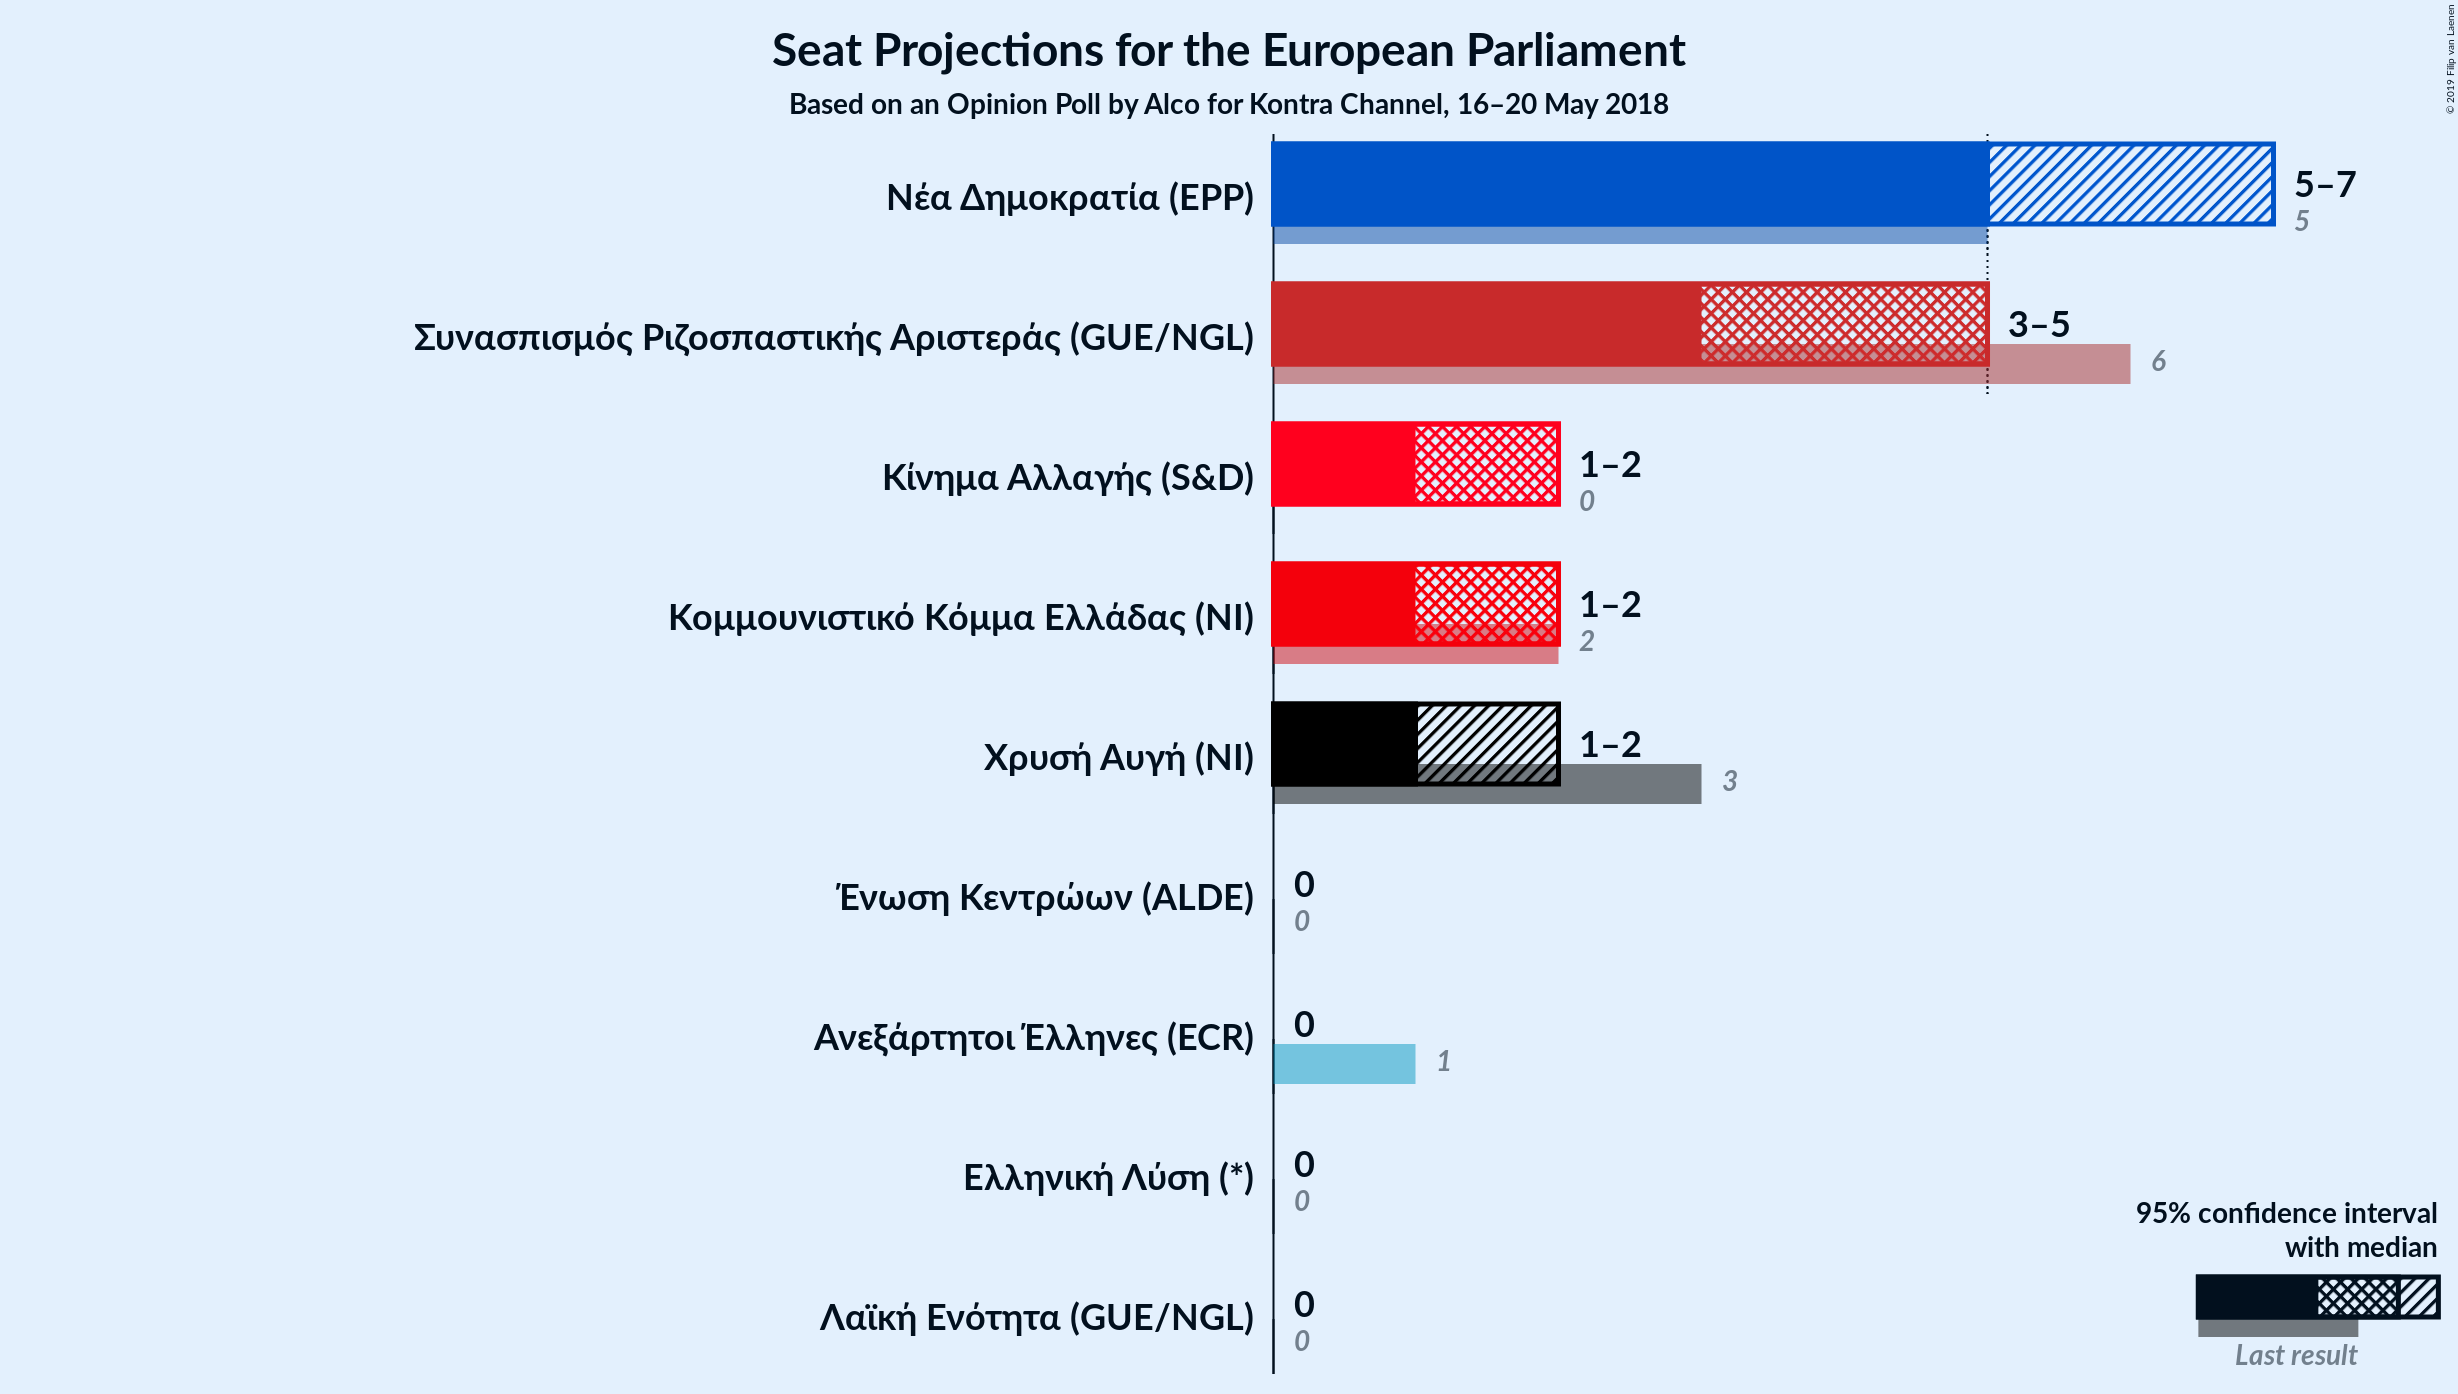 Seat Projections for the European Parliament
Based on an Opinion Poll by Alco for Kontra Channel, 16–20 May 2018
© 2019 Filip van Laenen
Νέα Δημοκρατία (EPP)
5–7
5
Συνασπισμός Ριζοσπαστικής Αριστεράς (GUE/NGL)
3–5
6
Κίνημα Αλλαγής (S&D)
1–2
0
Κομμουνιστικό Κόμμα Ελλάδας (NI)
1–2
2
Χρυσή Αυγή (NI)
1–2
3
Ένωση Κεντρώων (ALDE)
0
0
Ανεξάρτητοι Έλληνες (ECR)
0
1
Ελληνική Λύση (*)
0
0
Λαϊκή Ενότητα (GUE/NGL)
0
0
95% confidence interval
with median
Last result